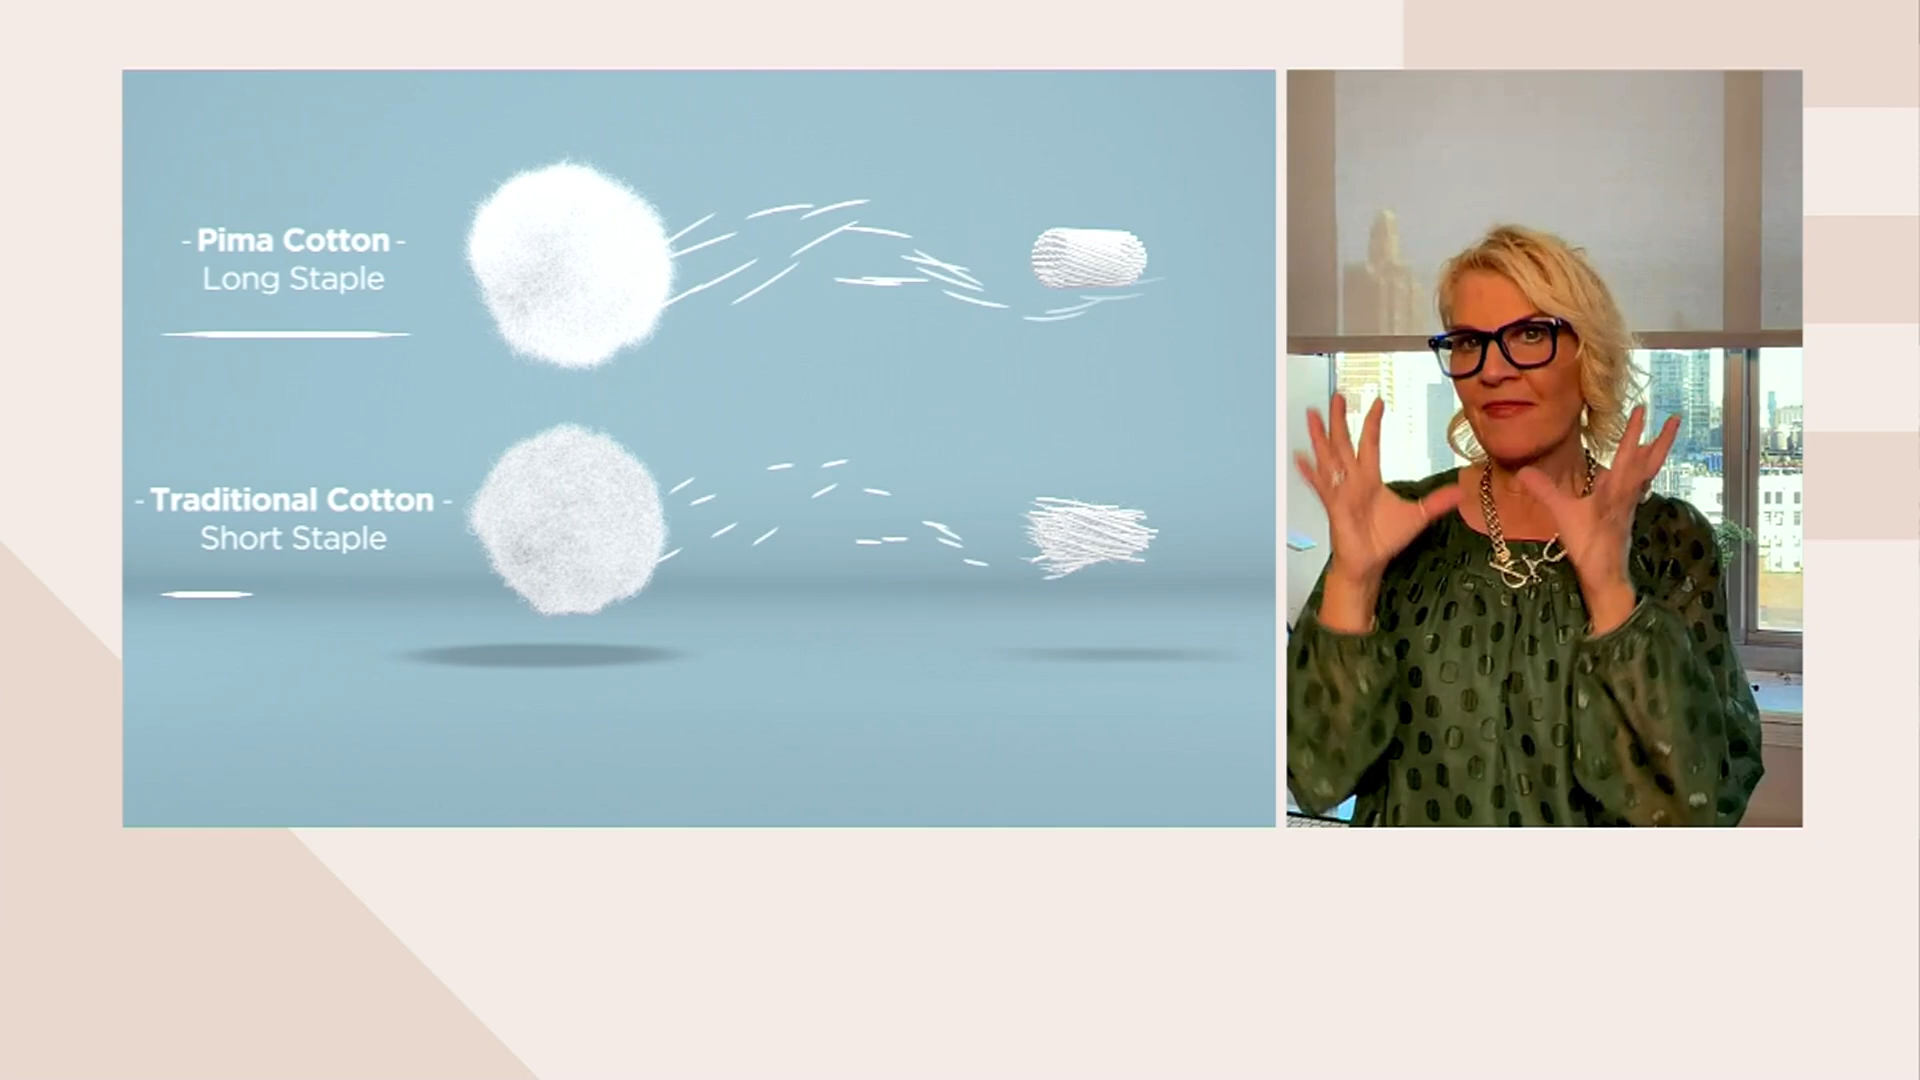 - Pima Cotton -
Long Staple
- Traditional Cotton -
Short Staple